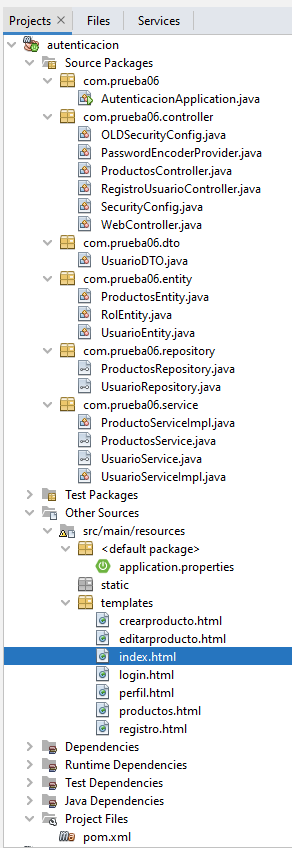 Projects Files Services
autenticacion
Source Packages
com.prueba06
AutenticacionApplication.java
com.prueba06.controller
OLDSecurityConfig.java
PasswordEncoderProvider.java
ProductosController.java
RegistroUsuarioController.java
SecurityConfig.java
WebController.java
com.prueba06.dto
UsuarioDTO.java
com.prueba06.entity
ProductosEntity.java
RolEntity.java
UsuarioEntity.java
com.prueba06.repository
ProductosRepository.java
UsuarioRepository.java
com.prueba06.service
ProductoServiceImpl.java
ProductosService.java
UsuarioService.java
UsuarioServiceImpl.java
Test Packages
Other Sources
src/main/resources
<default package>
application.properties
static
templates
crearproducto.html
editarproducto.html
index.html
login.html
perfil.html
productos.html
registro.html
Dependencies
Runtime Dependencies
Test Dependencies
Java Dependencies
Project Files
pom.xml